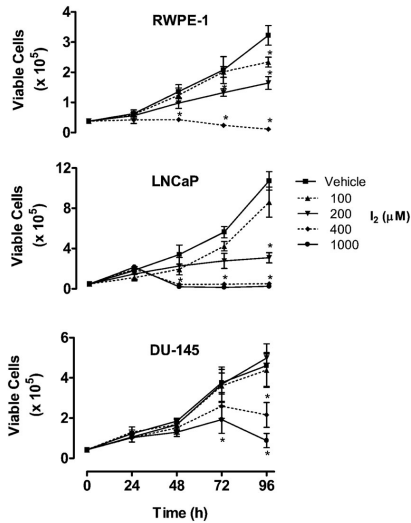 RWPE-1
Viable Cells
(x 10⁵)
4
3
2
1
0
*
*
*
*
*
LNCaP
Viable Cells
(x 10⁵)
12
8
4
0
*
*
*
*
Vehicle
100
200
400
1000
I₂ (µM)
DU-145
Viable Cells
(x 10⁵)
6
4
2
0
*
*
*
0
24
48
72
96
Time (h)